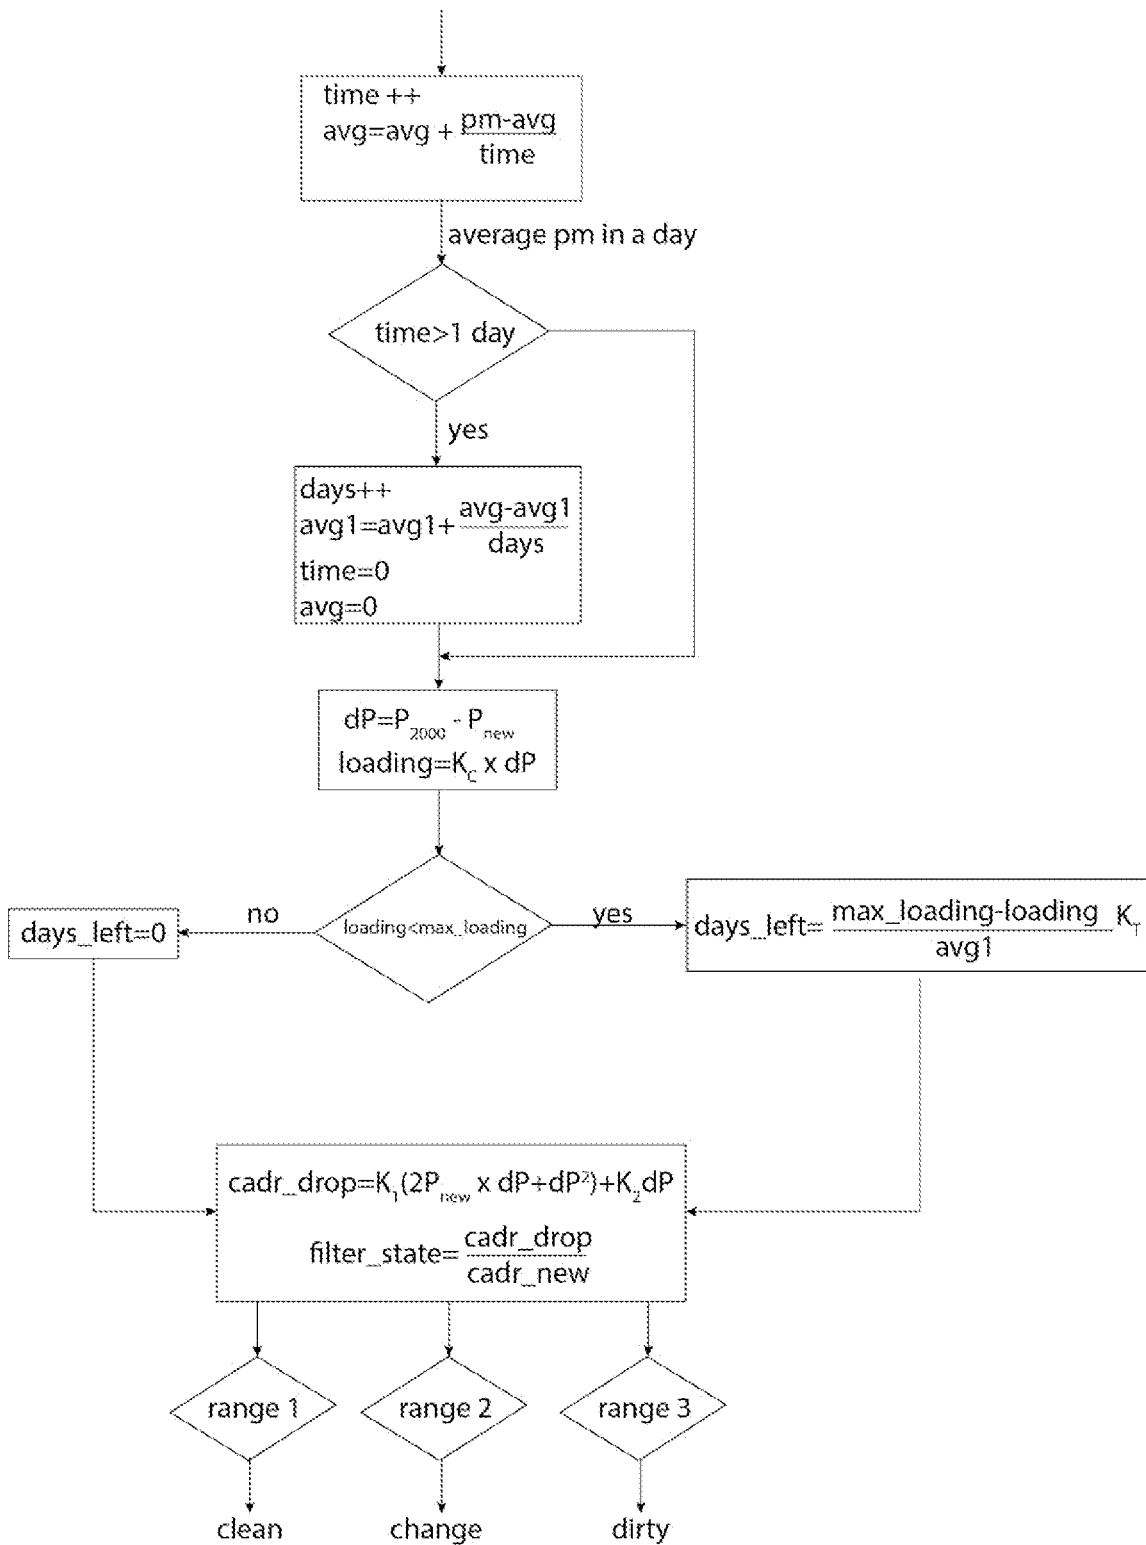 time ++
avg=avg + pm-avg
time
average pm in a day
time>1 day
yes
days++
avg1=avg1+ avg-avg1
days
time=0
avg=0
dP=P2000 - Pnew
loading=KC x dP
no
loading<max_loading
yes
days_left=0
days_left= max_loading-loading KT
avg1
cadr_drop=K1(2Pnew x dP+dP²)+K2dP
filter_state= cadr_drop
cadr_new
range 1
range 2
range 3
clean
change
dirty